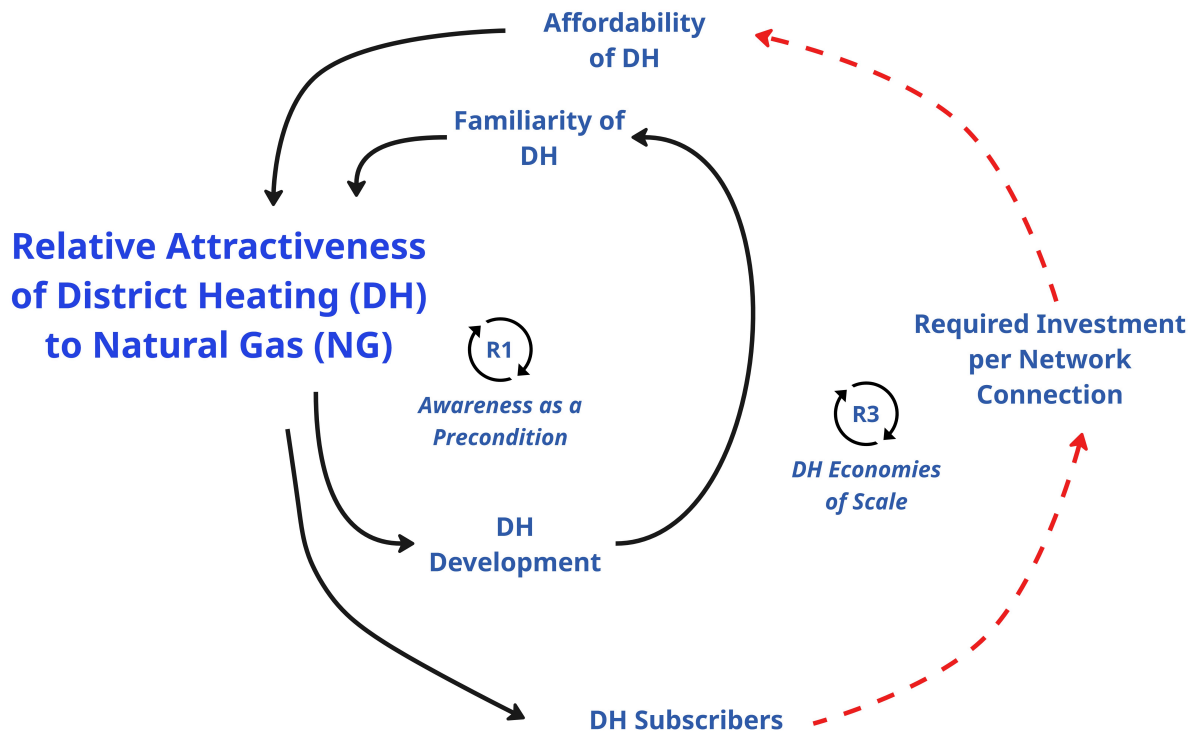 Affordability
of DH
Familiarity of
DH
Relative Attractiveness
of District Heating (DH)
to Natural Gas (NG)
R1
Awareness as a
Precondition
Required Investment
per Network
Connection
R3
DH Economies
of Scale
DH
Development
DH Subscribers